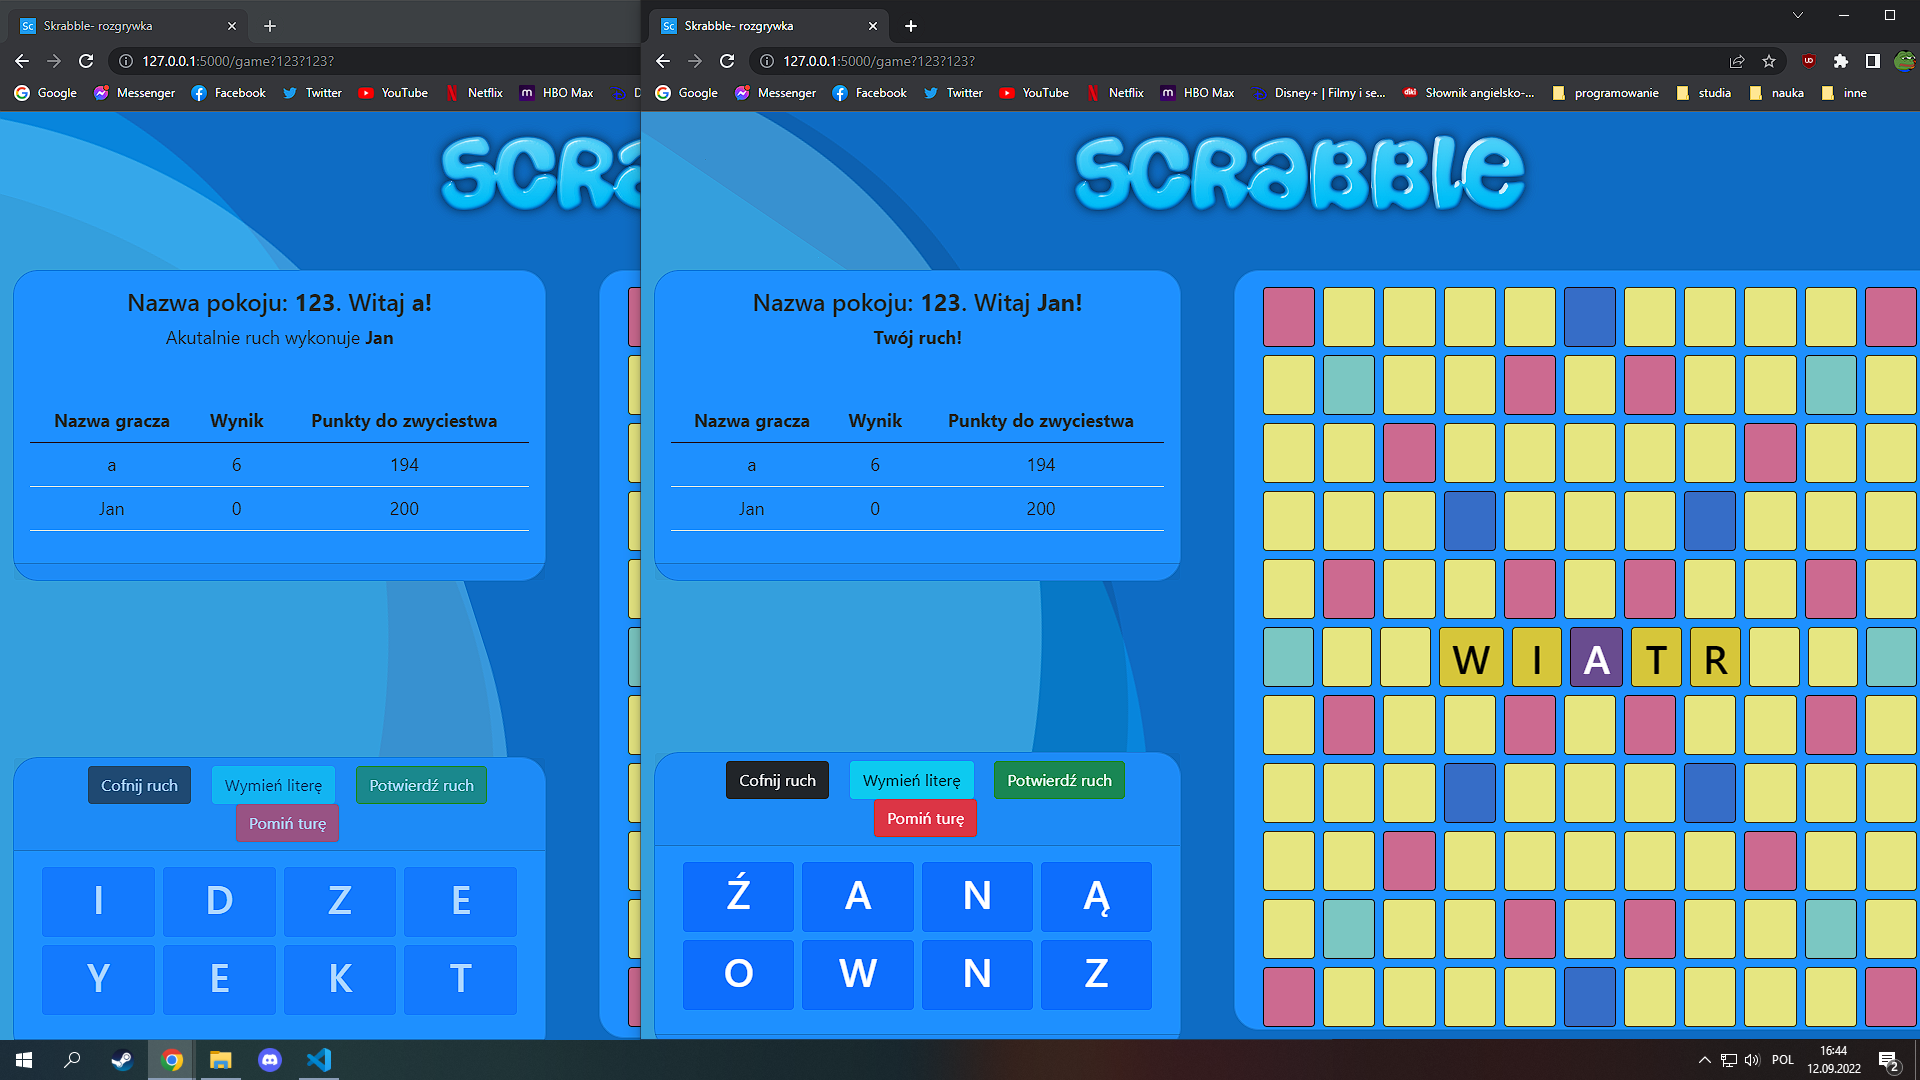 Skrabble- rozgrywka
127.0.0.1:5000/game?123?123?
Google Messenger Facebook Twitter YouTube Netflix HBO Max D
SCRA
Nazwa pokoju: 123. Witaj a!
Akutalnie ruch wykonuje Jan
Nazwa gracza Wynik Punkty do zwyciestwa
a 6 194
Jan 0 200
Cofnij ruch Wymień literę Potwierdź ruch
Pomiń turę
I D Z E
Y E K T
Skrabble- rozgrywka
127.0.0.1:5000/game?123?123?
Google Messenger Facebook Twitter YouTube Netflix HBO Max Disney+ | Filmy i se... Słownik angielsko-... programowanie studia nauka inne
SCRABBLE
Nazwa pokoju: 123. Witaj Jan!
Twój ruch!
Nazwa gracza Wynik Punkty do zwyciestwa
a 6 194
Jan 0 200
W I A T R
Cofnij ruch Wymień literę Potwierdź ruch
Pomiń turę
Ź A N Ą
O W N Z
POL
16:44
12.09.2022
2